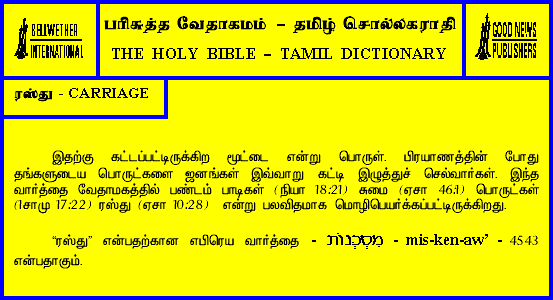 BELLWETHER
INTERNATIONAL
பரிசுத்த வேதாகமம் – தமிழ் சொல்லகராதி
THE HOLY BIBLE – TAMIL DICTIONARY
GOOD NEWS
PUBLISHERS
ரஸ்து - CARRIAGE
இதற்கு கட்டப்பட்டிருக்கிற மூட்டை என்று பொருள். பிரயாணத்தின் போது
தங்களுடைய பொருட்களை ஜனங்கள் இவ்வாறு கட்டி இழுத்துச் செல்வார்கள். இந்த
வார்த்தை வேதாமகத்தில் பண்டம் பாடிகள் (நியா 18:21) சுமை (ஏசா 46:1) பொருட்கள்
(1சாமு 17:22) ரஸ்து (ஏசா 10:28) என்று பலவிதமாக மொழிபெயர்க்கப்பட்டிருக்கிறது.
“ரஸ்து” என்பதற்கான எபிரெய வார்த்தை - מִסְכְּנוֹת - mis-ken-aw’ - 4543
என்பதாகும்.